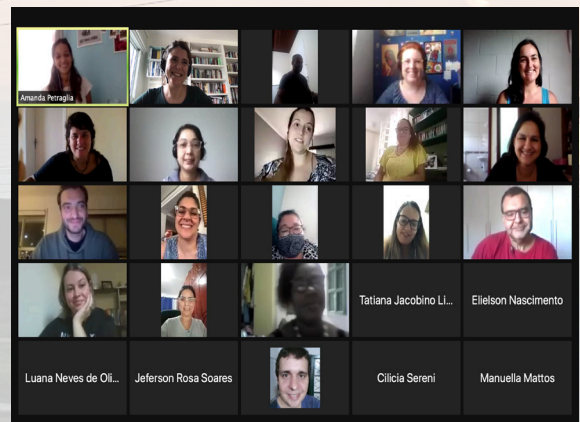 Amanda Petraglia
Tatiana Jacobino Li...
Elielson Nascimento
Luana Neves de Oli...
Jeferson Rosa Soares
Cilicia Sereni
Manuella Mattos